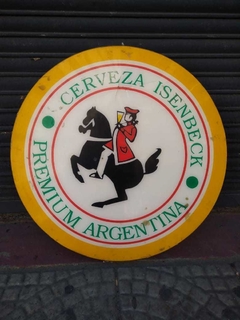 CERVEZA ISENBECK
PREMIUM ARGENTINA